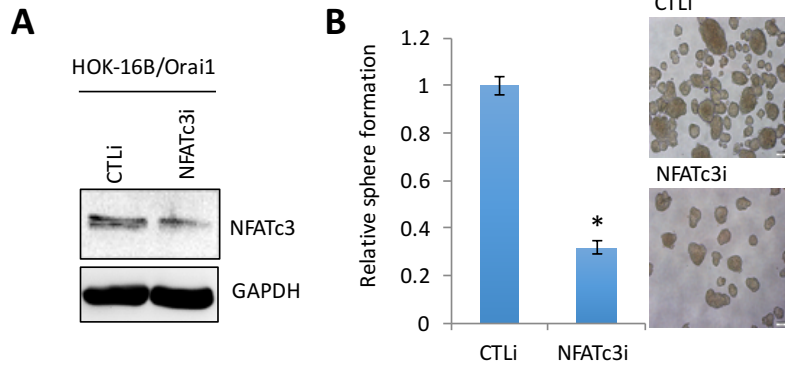 A
HOK-16B/Orai1
CTLi
NFATc3i
NFATc3
GAPDH
B
Relative sphere formation
1.2
1
0.8
0.6
0.4
0.2
0
*
CTLi
NFATc3i
CTLi
NFATc3i